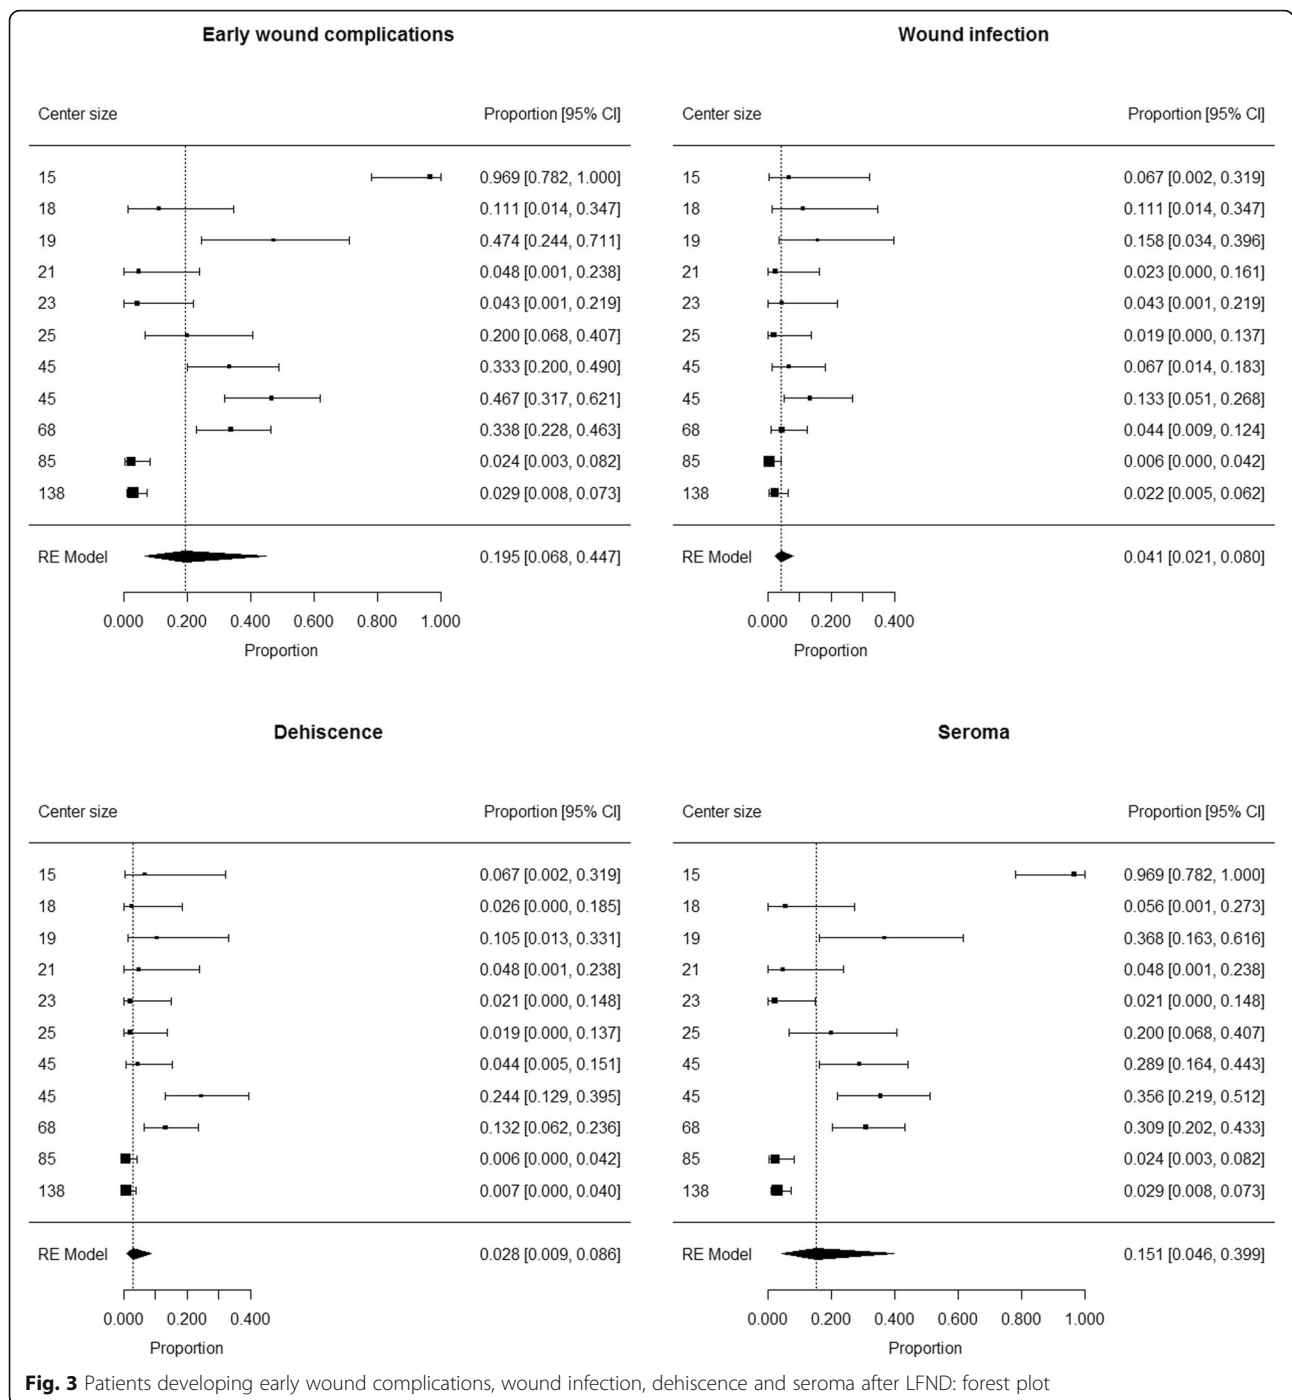 Early wound complications
Center size Proportion [95% CI]
15 0.969 [0.782, 1.000]
18 0.111 [0.014, 0.347]
19 0.474 [0.244, 0.711]
21 0.048 [0.001, 0.238]
23 0.043 [0.001, 0.219]
25 0.200 [0.068, 0.407]
45 0.333 [0.200, 0.490]
45 0.467 [0.317, 0.621]
68 0.338 [0.228, 0.463]
85 0.024 [0.003, 0.082]
138 0.029 [0.008, 0.073]
RE Model 0.195 [0.068, 0.447]
0.000 0.200 0.400 0.600 0.800 1.000
Proportion
Wound infection
Center size Proportion [95% CI]
15 0.067 [0.002, 0.319]
18 0.111 [0.014, 0.347]
19 0.158 [0.034, 0.396]
21 0.023 [0.000, 0.161]
23 0.043 [0.001, 0.219]
25 0.019 [0.000, 0.137]
45 0.067 [0.014, 0.183]
45 0.133 [0.051, 0.268]
68 0.044 [0.009, 0.124]
85 0.006 [0.000, 0.042]
138 0.022 [0.005, 0.062]
RE Model 0.041 [0.021, 0.080]
0.000 0.200 0.400
Proportion
Dehiscence
Center size Proportion [95% CI]
15 0.067 [0.002, 0.319]
18 0.026 [0.000, 0.185]
19 0.105 [0.013, 0.331]
21 0.048 [0.001, 0.238]
23 0.021 [0.000, 0.148]
25 0.019 [0.000, 0.137]
45 0.044 [0.005, 0.151]
45 0.244 [0.129, 0.395]
68 0.132 [0.062, 0.236]
85 0.006 [0.000, 0.042]
138 0.007 [0.000, 0.040]
RE Model 0.028 [0.009, 0.086]
0.000 0.200 0.400
Proportion
Seroma
Center size Proportion [95% CI]
15 0.969 [0.782, 1.000]
18 0.056 [0.001, 0.273]
19 0.368 [0.163, 0.616]
21 0.048 [0.001, 0.238]
23 0.021 [0.000, 0.148]
25 0.200 [0.068, 0.407]
45 0.289 [0.164, 0.443]
45 0.356 [0.219, 0.512]
68 0.309 [0.202, 0.433]
85 0.024 [0.003, 0.082]
138 0.029 [0.008, 0.073]
RE Model 0.151 [0.046, 0.399]
0.000 0.200 0.400 0.600 0.800 1.000
Proportion
Fig. 3 Patients developing early wound complications, wound infection, dehiscence and seroma after LFND: forest plot